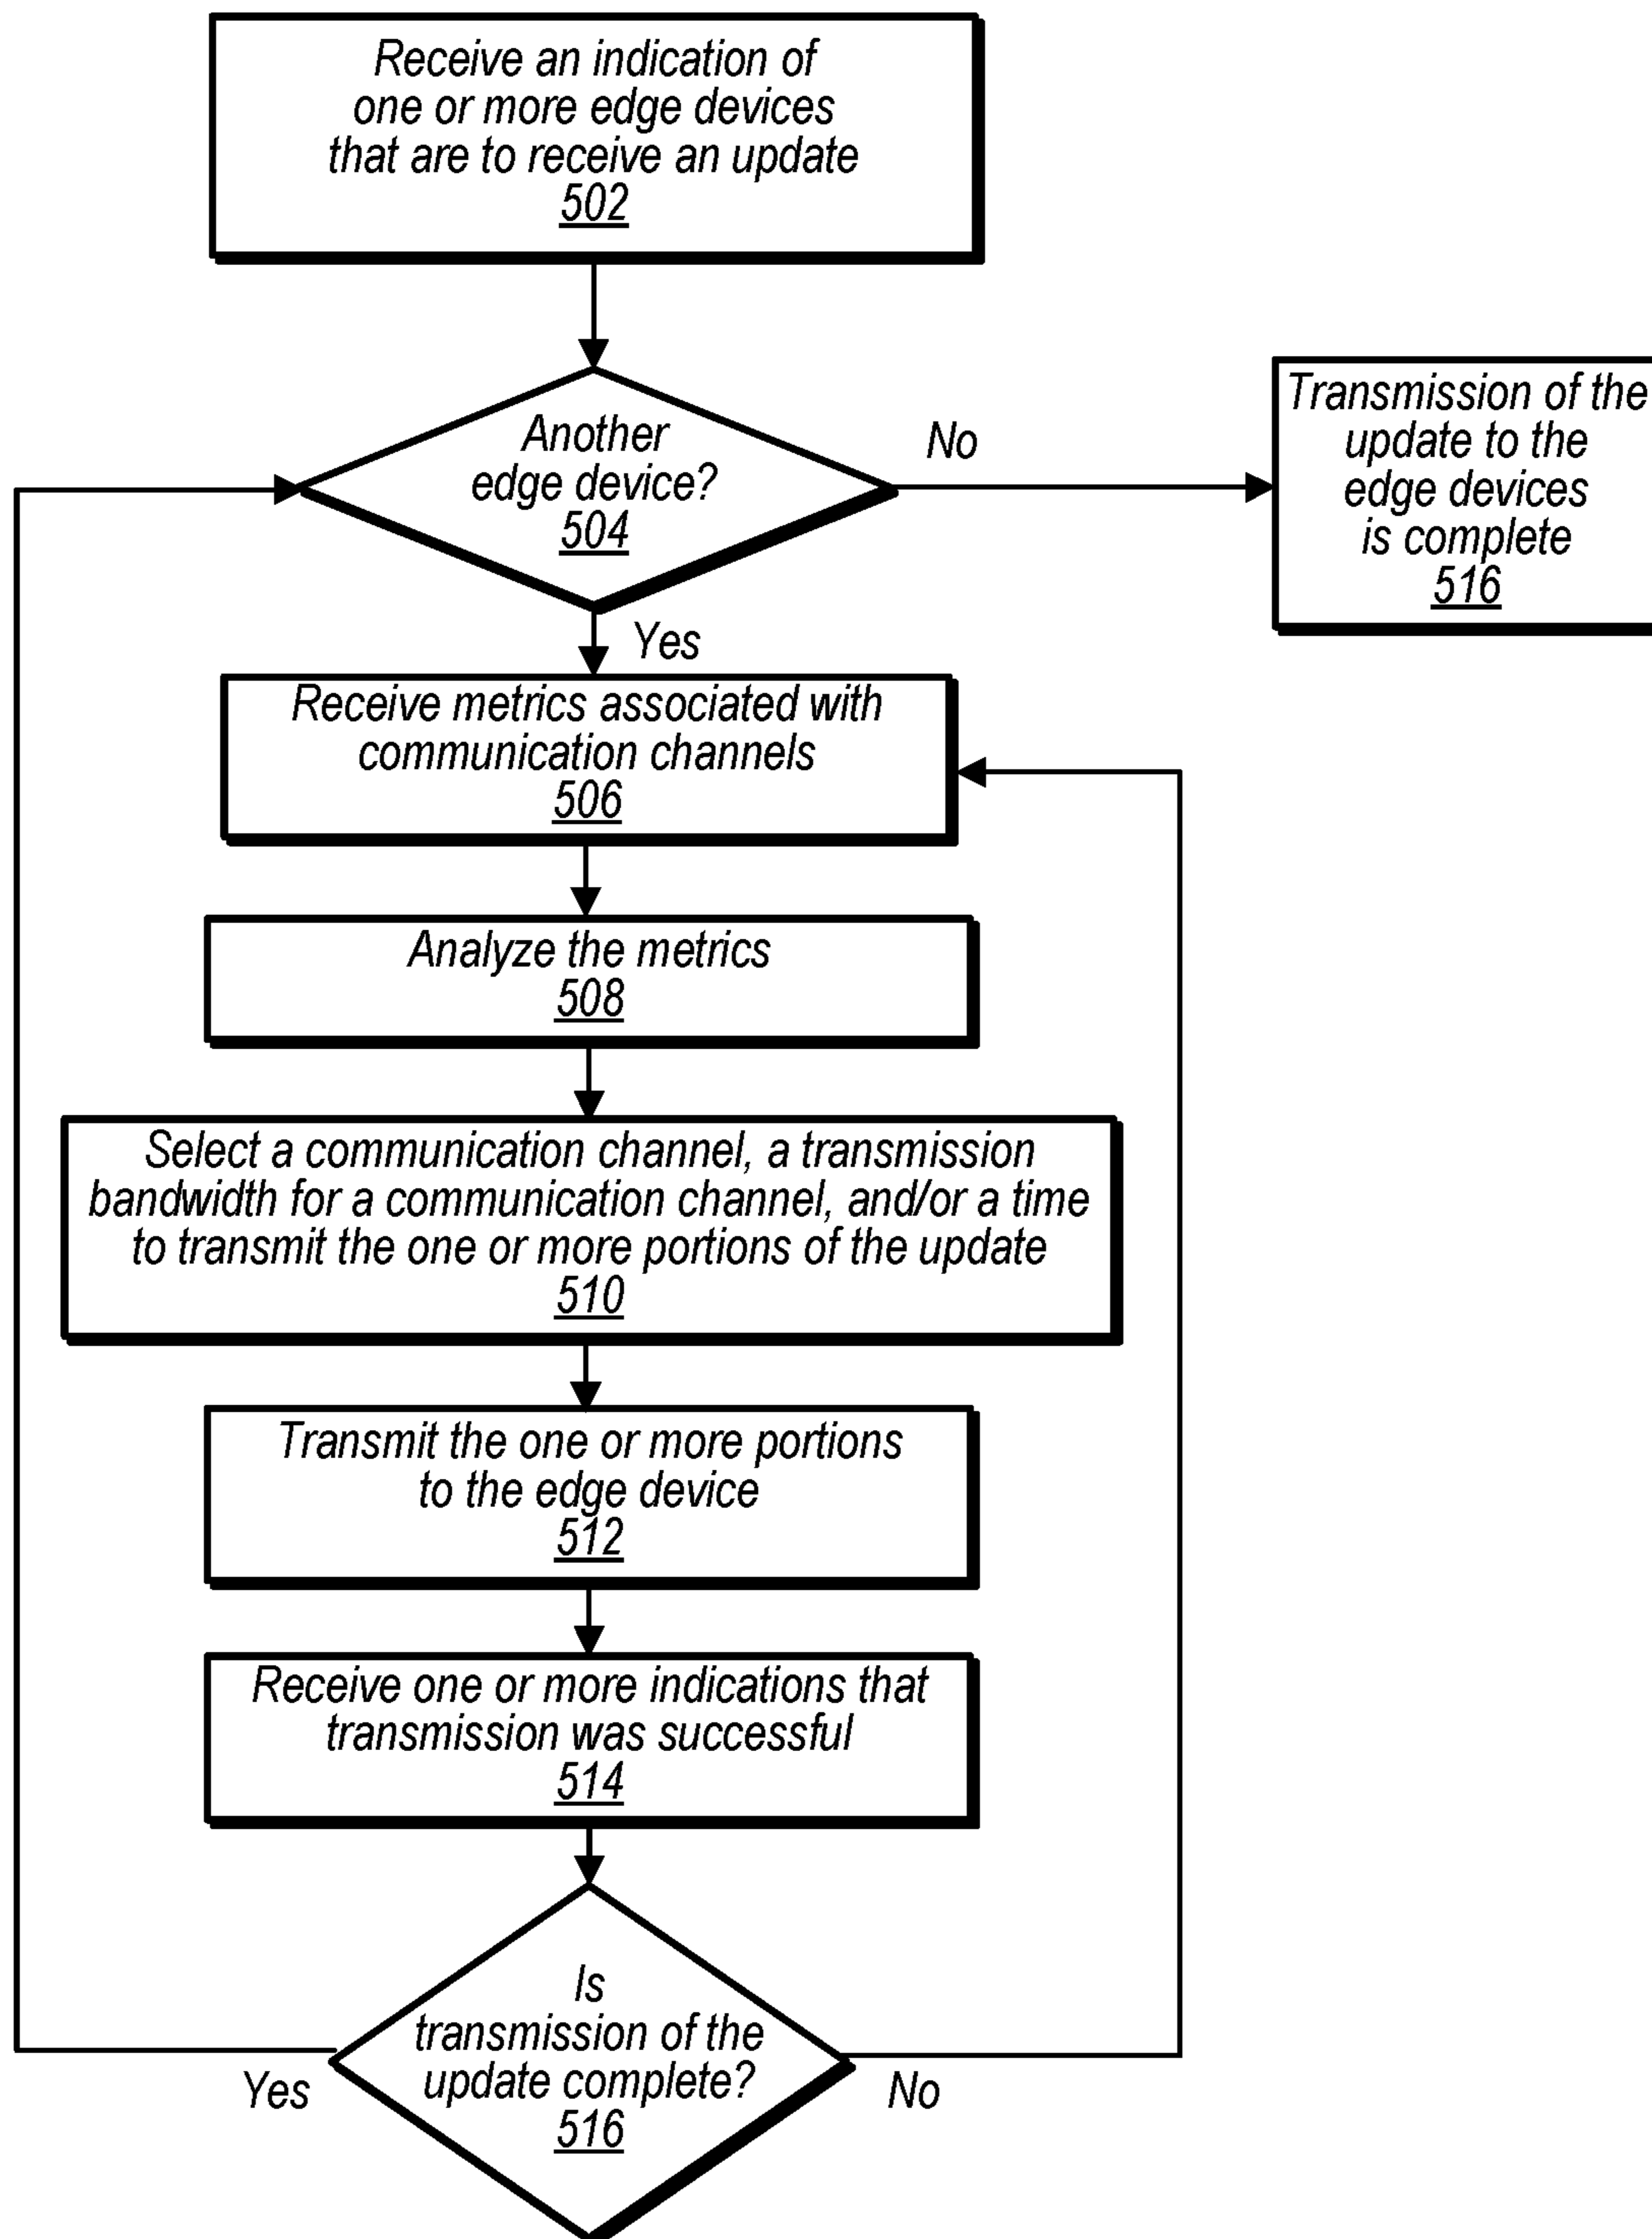 Receive an indication of
one or more edge devices
that are to receive an update
502
Another
edge device?
504
No
Transmission of the
update to the
edge devices
is complete
516
Yes
Receive metrics associated with
communication channels
506
Analyze the metrics
508
Select a communication channel, a transmission
bandwidth for a communication channel, and/or a time
to transmit the one or more portions of the update
510
Transmit the one or more portions
to the edge device
512
Receive one or more indications that
transmission was successful
514
Is
transmission of the
update complete?
516
Yes
No